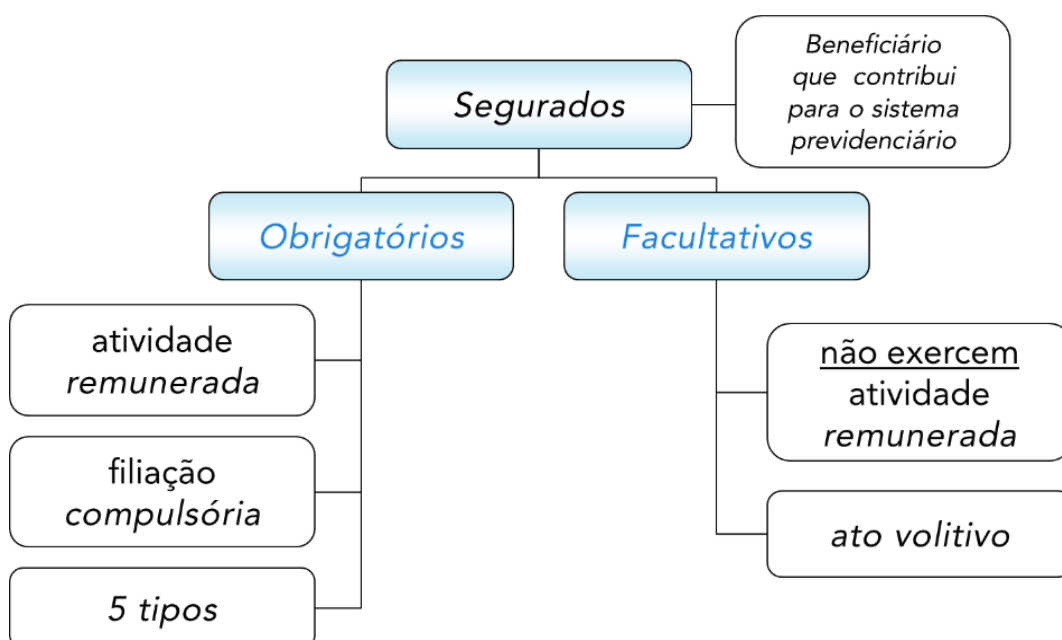 Segurados
Beneficiário
que contribui
para o sistema
previdenciário
Obrigatórios
Facultativos
atividade
remunerada
filiação
compulsória
5 tipos
não exercem
atividade
remunerada
ato volitivo